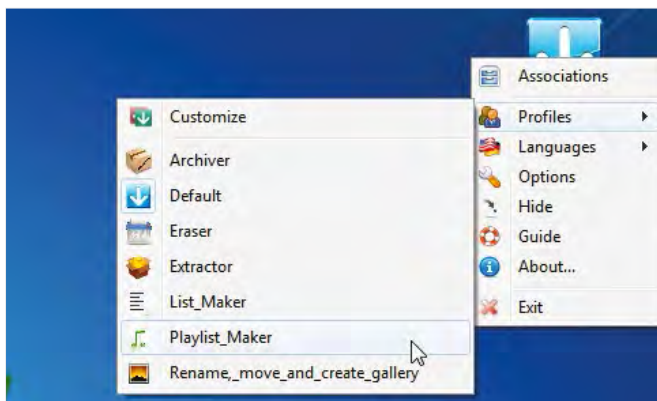 Associations
Profiles
Languages
Options
Hide
Guide
About...
Exit
Customize
Archiver
Default
Eraser
Extractor
List_Maker
Playlist_Maker
Rename,_move_and_create_gallery